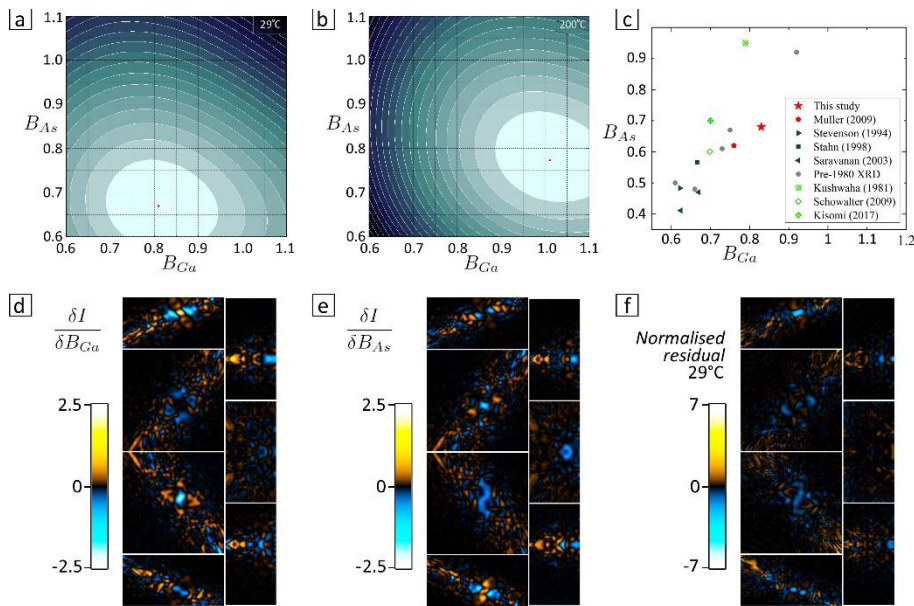 a
29°C
1.1
1.0
0.9
B_As
0.8
0.7
0.6
0.6 0.7 0.8 0.9 1.0 1.1
B_Ga
b
200°C
1.1
1.0
0.9
B_As
0.8
0.7
0.6
0.6 0.7 0.8 0.9 1.0 1.1
B_Ga
c
0.9
0.8
B_As
0.7
0.6
0.5
0.4
0.6 0.7 0.8 0.9 1 1.1 1.2
B_Ga
This study
Muller (2009)
Stevenson (1994)
Stahn (1998)
Saravanan (2003)
Pre-1980 XRD
Kushwaha (1981)
Schowalter (2009)
Kisomi (2017)
d
δI
δB_Ga
2.5
0
-2.5
e
δI
δB_As
2.5
0
-2.5
f
Normalised
residual
29°C
7
0
-7